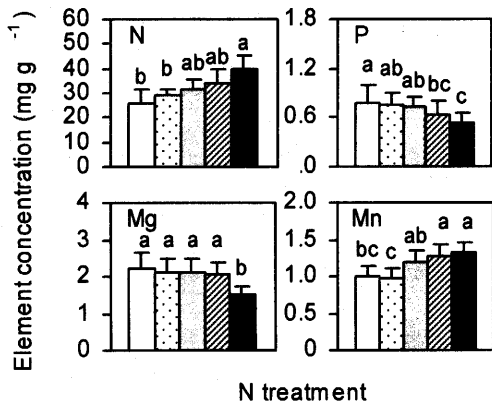 Element concentration (mg g ⁻¹)
60
50
40
30
20
10
0
N
b b ab ab a
1.8
1.2
0.6
.0
P
a ab ab bc c
4
3
2
1
0
Mg
a a a a b
2.0
1.5
1.0
0.5
0.0
Mn
bc c ab a a
N treatment